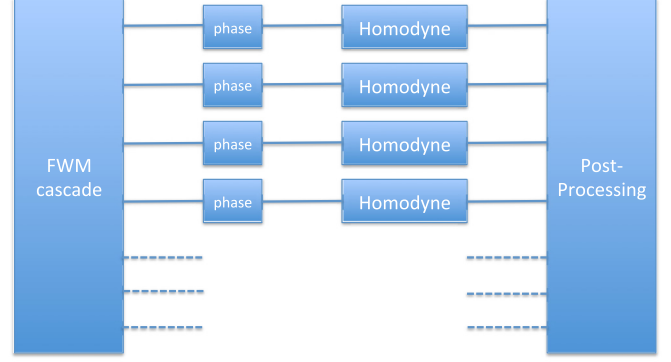 phase Homodyne
phase Homodyne
phase Homodyne
FWM
cascade
Post-
Processing
phase Homodyne